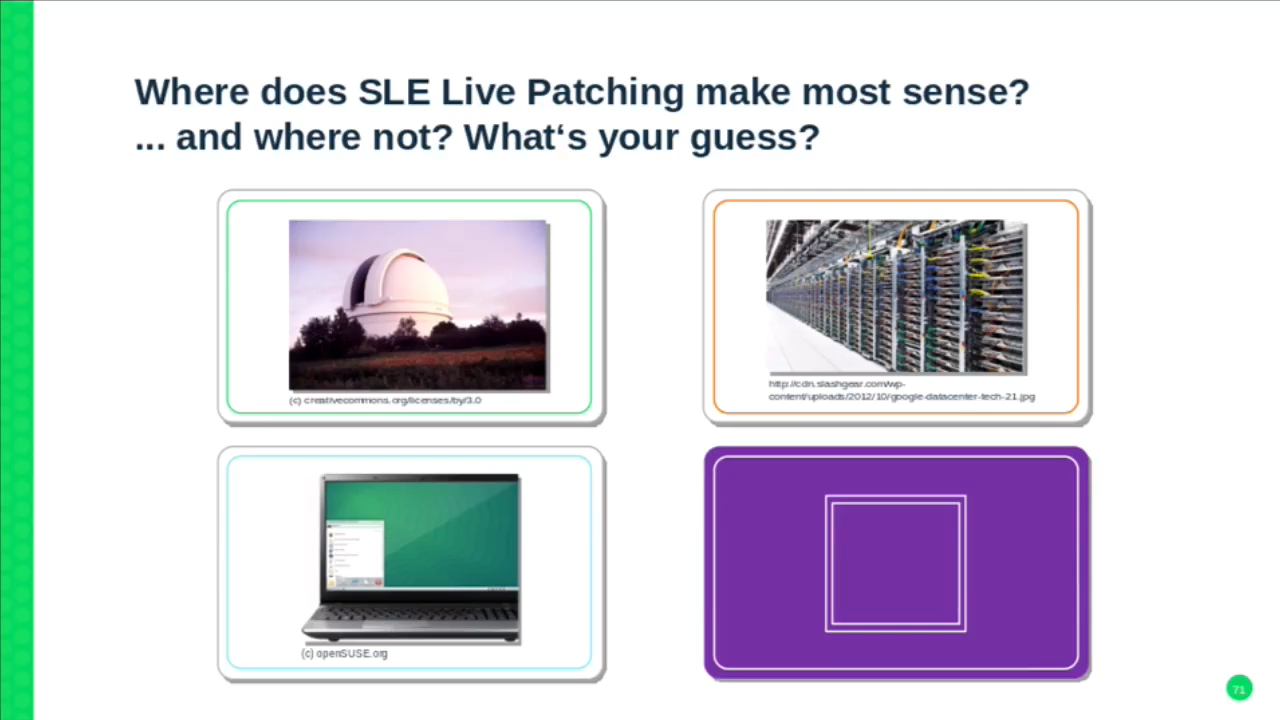 Where does SLE Live Patching make most sense?
... and where not? What‘s your guess?
(c) creativecommons.org/licenses/by/3.0
http://cdn.slashgear.com/wp-
content/uploads/2012/10/google-datacenter-tech-21.jpg
(c) openSUSE.org
71